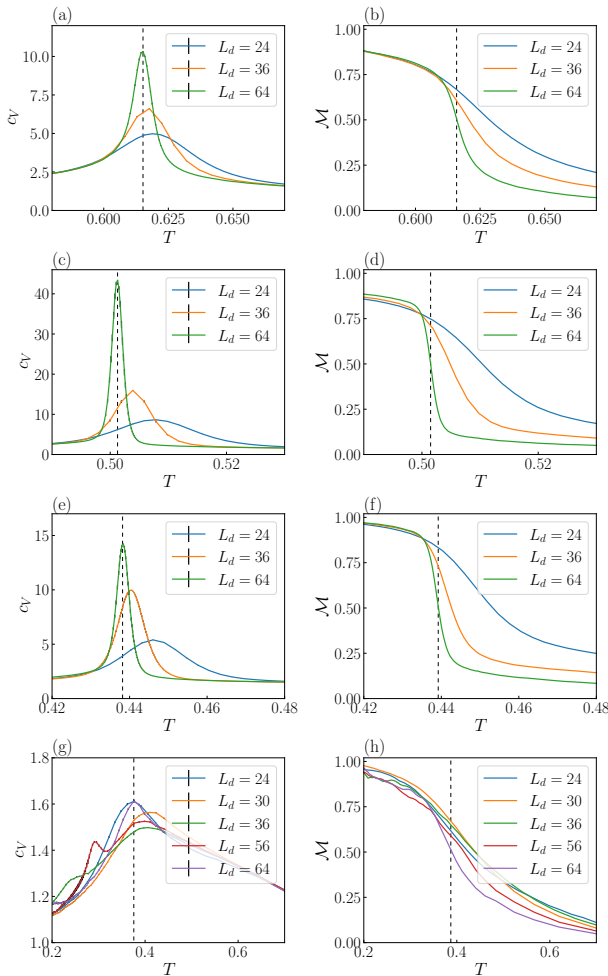 (a)
10.0
7.5
5.0
2.5
0.0
c_V
0.600 0.625 0.650
T
L_d = 24
L_d = 36
L_d = 64
(b)
1.00
0.75
0.50
0.25
0.00
ℳ
0.600 0.625 0.650
T
L_d = 24
L_d = 36
L_d = 64
(c)
40
30
20
10
0
c_V
0.50 0.52
T
L_d = 24
L_d = 36
L_d = 64
(d)
1.00
0.75
0.50
0.25
0.00
ℳ
0.50 0.52
T
L_d = 24
L_d = 36
L_d = 64
(e)
15
10
5
0
c_V
0.42 0.44 0.46 0.48
T
L_d = 24
L_d = 36
L_d = 64
(f)
1.00
0.75
0.50
0.25
0.00
ℳ
0.42 0.44 0.46 0.48
T
L_d = 24
L_d = 36
L_d = 64
(g)
1.8
1.6
1.4
1.2
1.0
c_V
0.2 0.4 0.6
T
L_d = 24
L_d = 30
L_d = 36
L_d = 56
L_d = 64
(h)
1.00
0.75
0.50
0.25
0.00
ℳ
0.2 0.4 0.6
T
L_d = 24
L_d = 30
L_d = 36
L_d = 56
L_d = 64